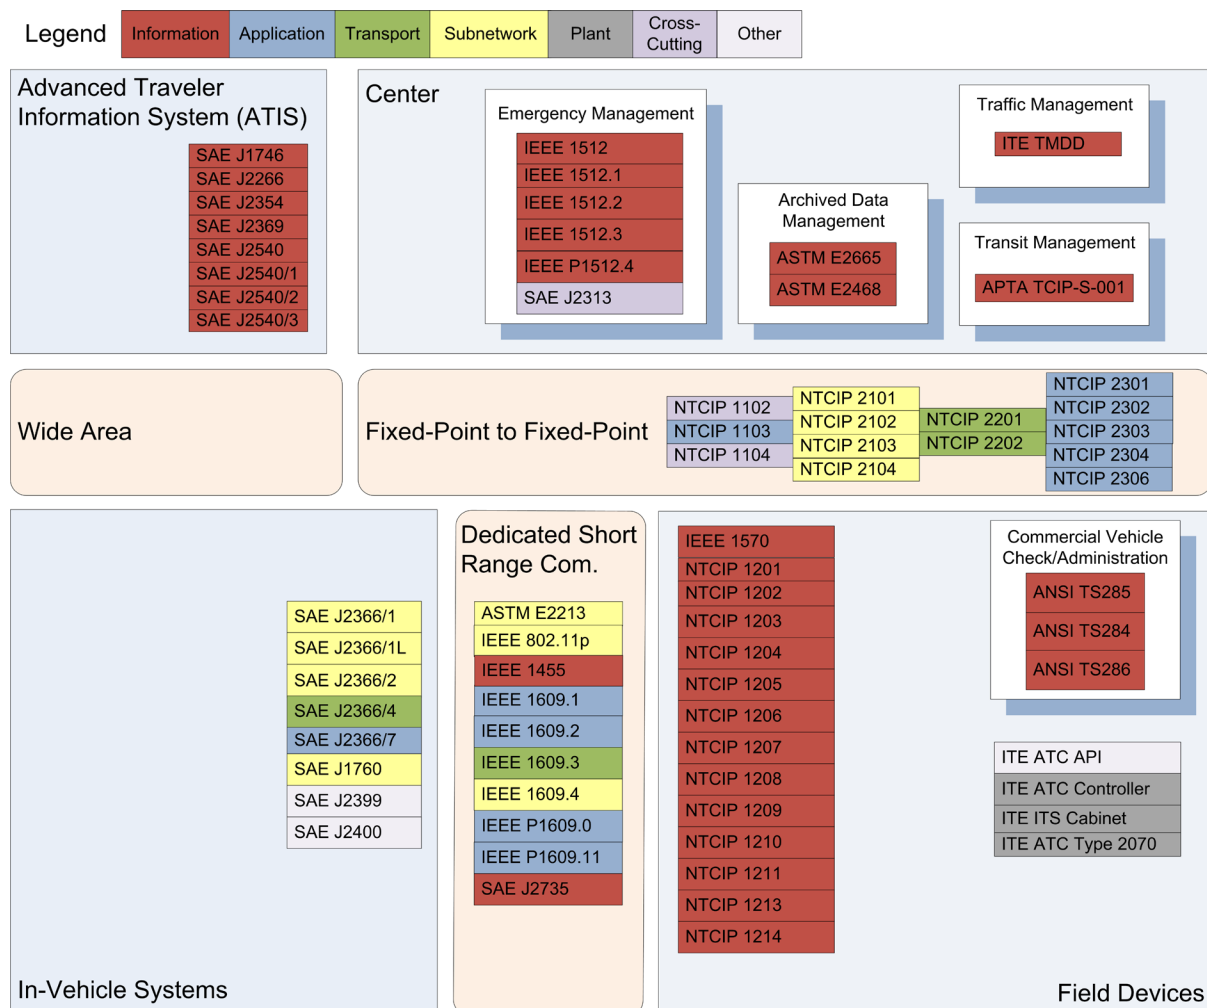 Legend
Information
Application
Transport
Subnetwork
Plant
Cross-
Cutting
Other
Advanced Traveler
Information System (ATIS)
SAE J1746
SAE J2266
SAE J2354
SAE J2369
SAE J2540
SAE J2540/1
SAE J2540/2
SAE J2540/3
Center
Emergency Management
IEEE 1512
IEEE 1512.1
IEEE 1512.2
IEEE 1512.3
IEEE P1512.4
SAE J2313
Archived Data
Management
ASTM E2665
ASTM E2468
Traffic Management
ITE TMDD
Transit Management
APTA TCIP-S-001
Wide Area
Fixed-Point to Fixed-Point
NTCIP 1102
NTCIP 1103
NTCIP 1104
NTCIP 2101
NTCIP 2102
NTCIP 2103
NTCIP 2104
NTCIP 2201
NTCIP 2202
NTCIP 2301
NTCIP 2302
NTCIP 2303
NTCIP 2304
NTCIP 2306
SAE J2366/1
SAE J2366/1L
SAE J2366/2
SAE J2366/4
SAE J2366/7
SAE J1760
SAE J2399
SAE J2400
In-Vehicle Systems
Dedicated Short
Range Com.
ASTM E2213
IEEE 802.11p
IEEE 1455
IEEE 1609.1
IEEE 1609.2
IEEE 1609.3
IEEE 1609.4
IEEE P1609.0
IEEE P1609.11
SAE J2735
IEEE 1570
NTCIP 1201
NTCIP 1202
NTCIP 1203
NTCIP 1204
NTCIP 1205
NTCIP 1206
NTCIP 1207
NTCIP 1208
NTCIP 1209
NTCIP 1210
NTCIP 1211
NTCIP 1213
NTCIP 1214
Commercial Vehicle
Check/Administration
ANSI TS285
ANSI TS284
ANSI TS286
ITE ATC API
ITE ATC Controller
ITE ITS Cabinet
ITE ATC Type 2070
Field Devices